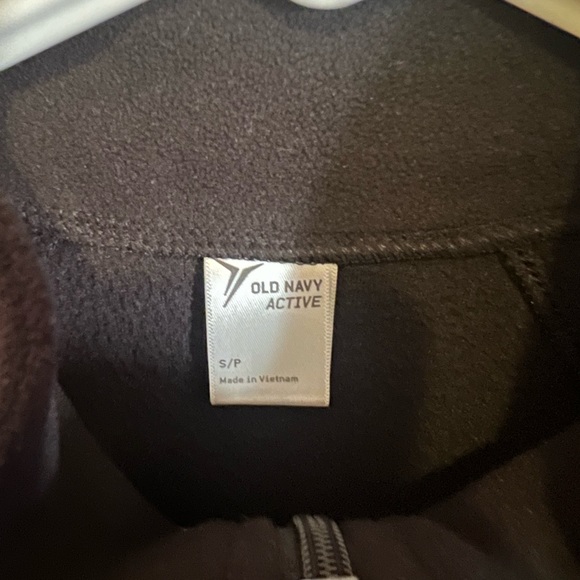 OLD NAVY
ACTIVE
S/P
Made in Vietnam